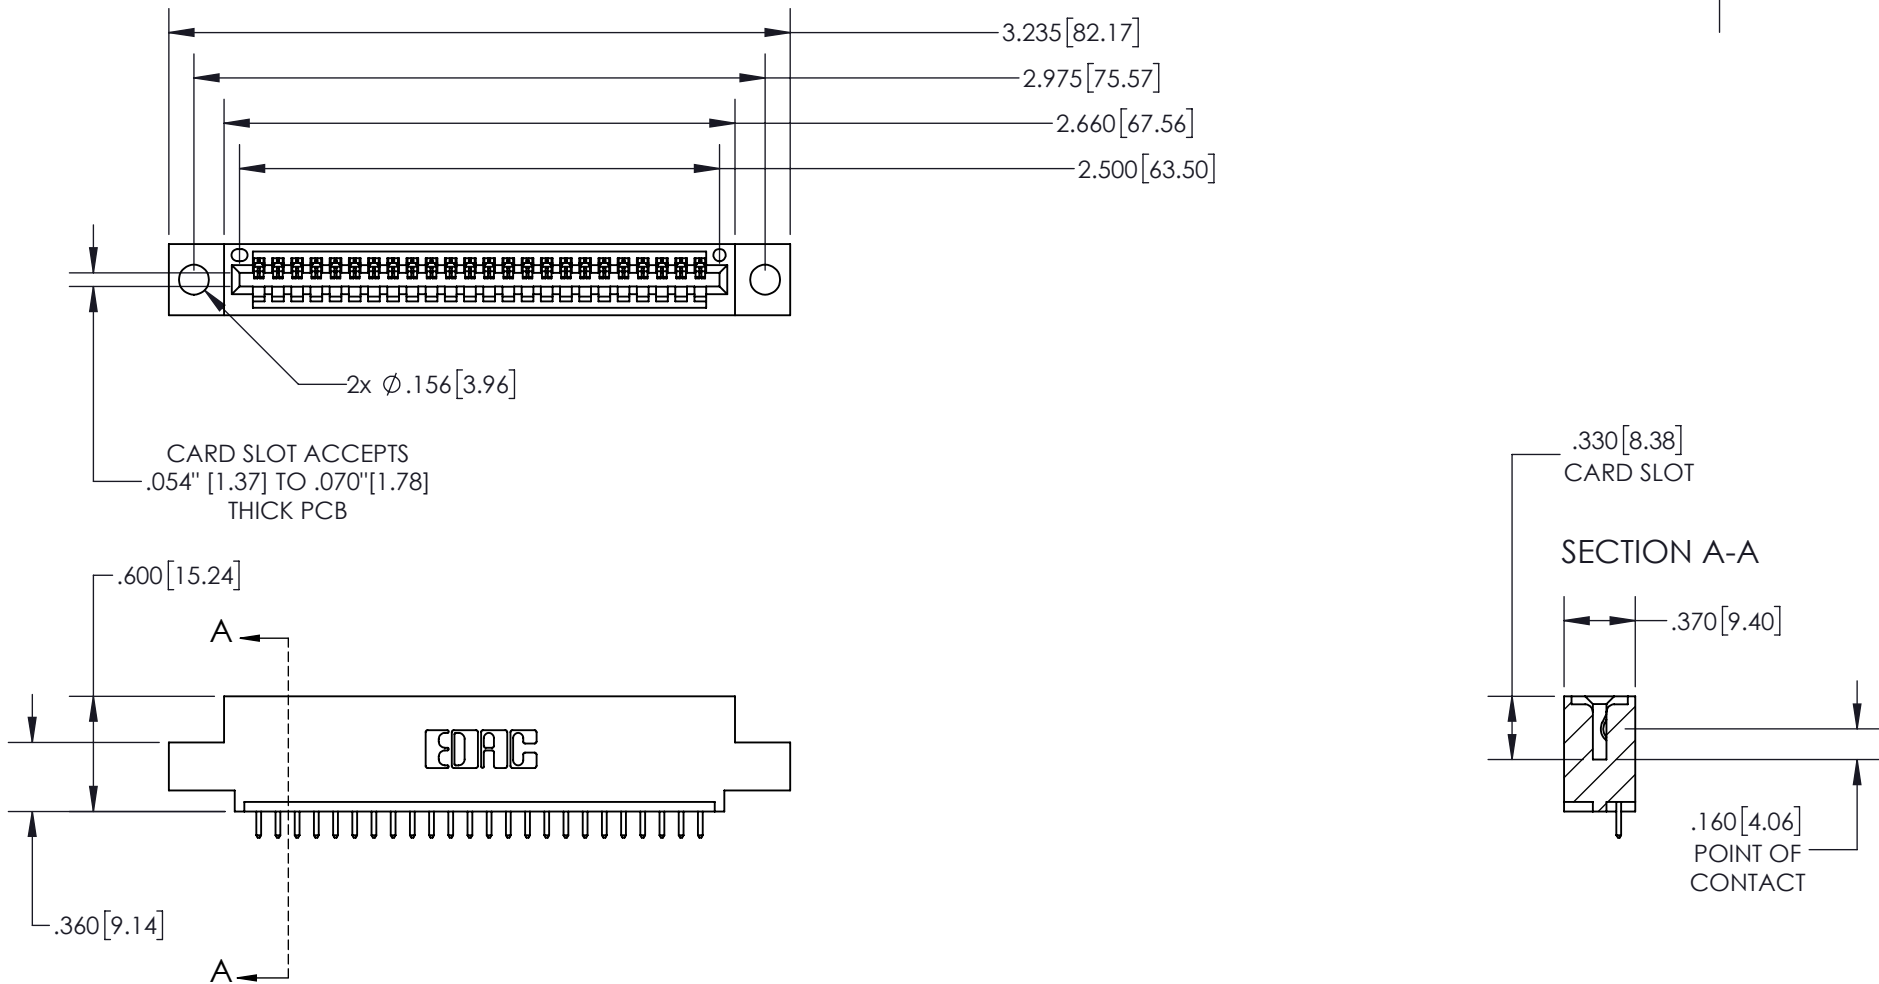 3.235[82.17]
2.975[75.57]
2.660[67.56]
2.500[63.50]
2x Ø.156[3.96]
CARD SLOT ACCEPTS
.054" [1.37] TO .070"[1.78]
THICK PCB
.330[8.38]
CARD SLOT
SECTION A-A
.600[15.24]
.370[9.40]
A
EDAC
.160[4.06]
POINT OF
CONTACT
.360[9.14]
A